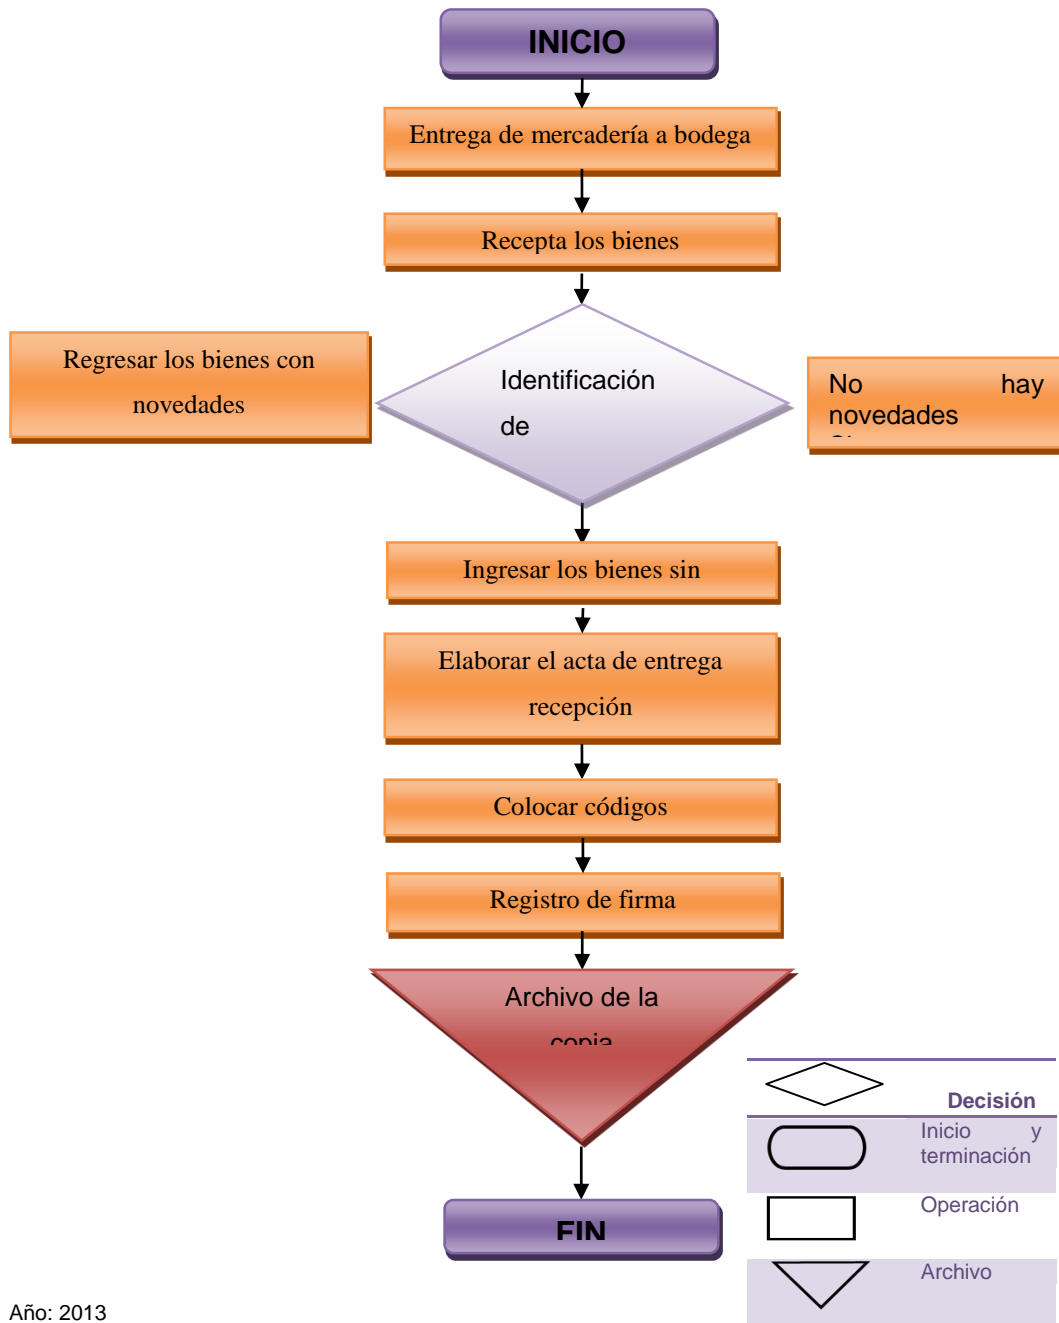 INICIO
Entrega de mercadería a bodega
Recepta los bienes
Regresar los bienes con
novedades
Identificación
de
No hay
novedades
Ingresar los bienes sin
Elaborar el acta de entrega
recepción
Colocar códigos
Registro de firma
Archivo de la
copia
Decisión
Inicio y
terminación
Operación
Archivo
FIN
Año: 2013